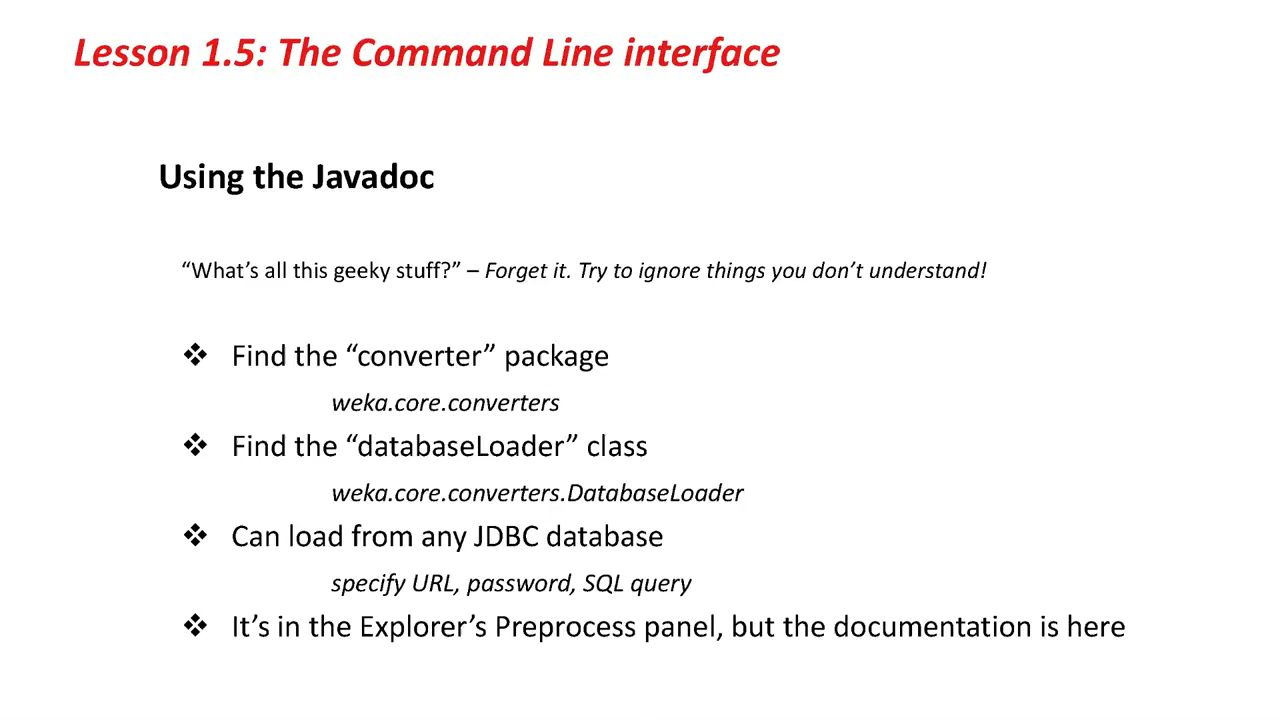 Lesson 1.5: The Command Line interface
Using the Javadoc
“What’s all this geeky stuff?” – Forget it. Try to ignore things you don’t understand!
❖ Find the “converter” package
weka.core.converters
❖ Find the “databaseLoader” class
weka.core.converters.DatabaseLoader
❖ Can load from any JDBC database
specify URL, password, SQL query
❖ It’s in the Explorer’s Preprocess panel, but the documentation is here